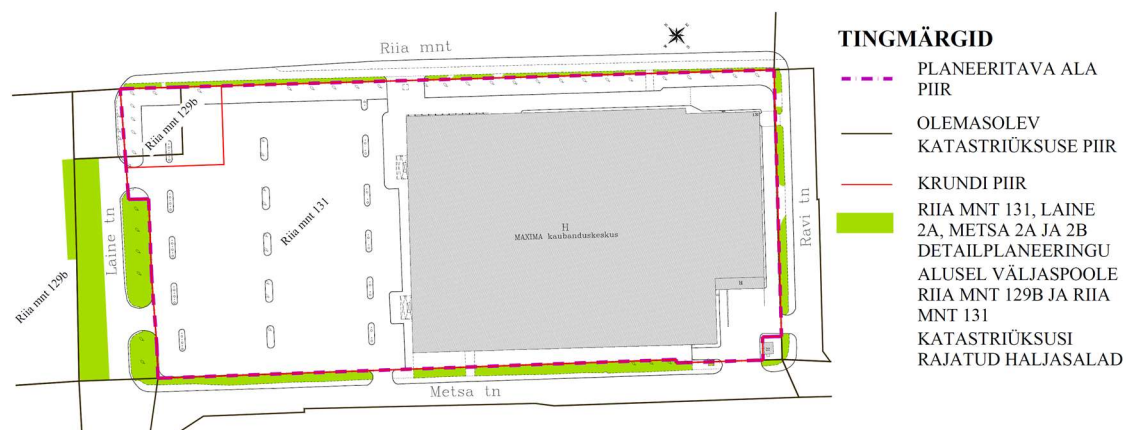 Riia mnt
Riia mnt 129b
Riia mnt 131
H
MAXIMA kaubanduskeskus
Laine tn
Ravi tn
Riia mnt 129b
Metsa tn
TINGMÄRGID
PLANEERITAVA ALA
PIIR
OLEMASOLEV
KATASTRIÜKSUSE PIIR
KRUNDI PIIR
RIIA MNT 131, LAINE
2A, METSA 2A JA 2B
DETAILPLANEERINGU
ALUSEL VÄLJASPOOLE
RIIA MNT 129B JA RIIA
MNT 131
KATASTRIÜKSUSI
RAJATUD HALJASALAD